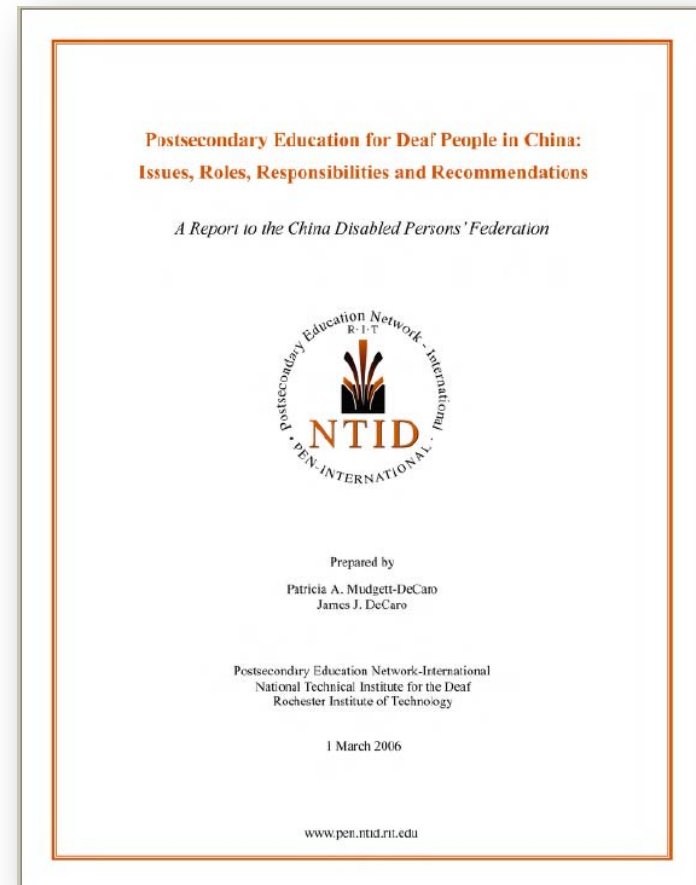 Postsecondary Education for Deaf People in China:
Issues, Roles, Responsibilities and Recommendations
A Report to the China Disabled Persons' Federation
Postsecondary Education Network - International
R·I·T
NTID
• PEN-INTERNATIONAL •
Prepared by
Patricia A. Mudgett-DeCaro
James J. DeCaro
Postsecondary Education Network-International
National Technical Institute for the Deaf
Rochester Institute of Technology
1 March 2006
www.pen.ntid.rit.edu